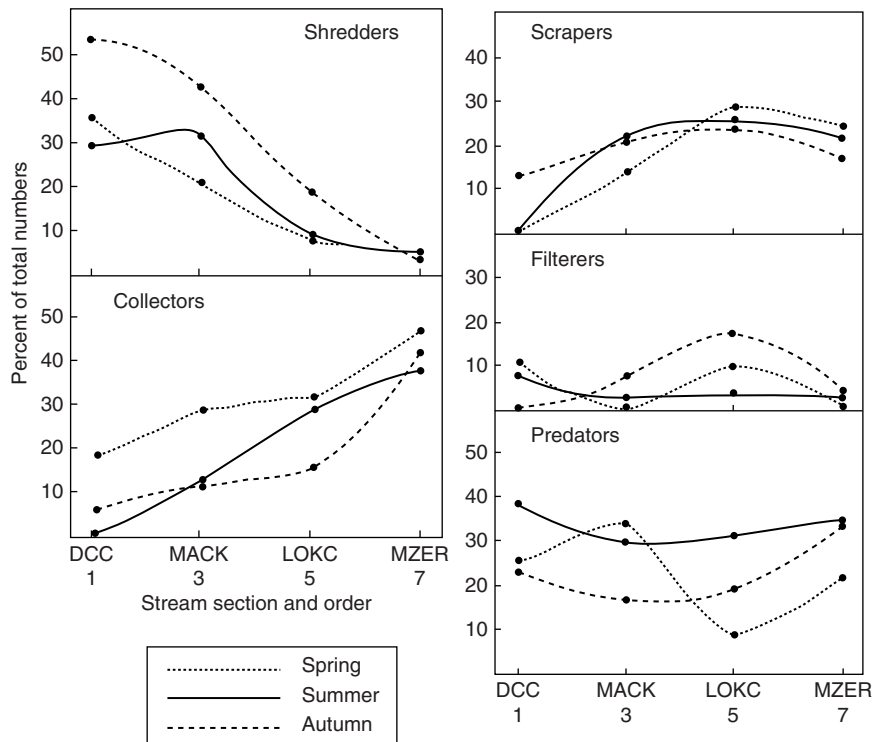 Shredders
50
40
30
20
10
Percent of total numbers
Collectors
50
40
30
20
10
DCC MACK LOKC MZER
1 3 5 7
Stream section and order
Scrapers
40
30
20
10
Filterers
30
20
10
Predators
50
40
30
20
10
DCC MACK LOKC MZER
1 3 5 7
Spring
Summer
Autumn